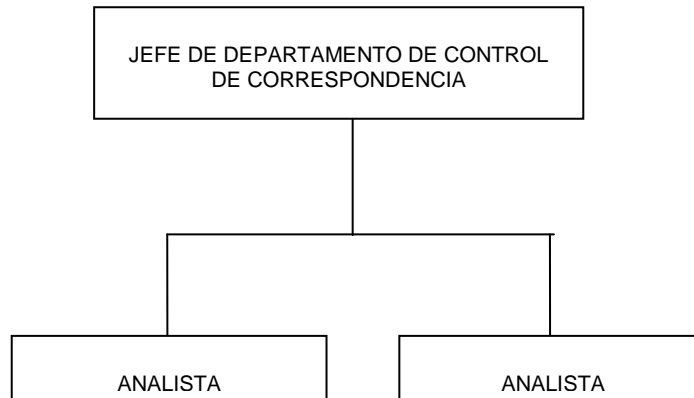 JEFE DE DEPARTAMENTO DE CONTROL
DE CORRESPONDENCIA
ANALISTA
ANALISTA